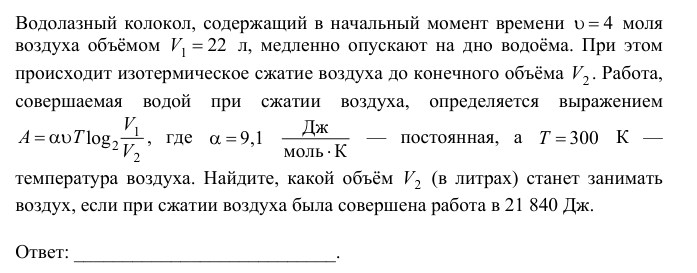 Водолазный колокол, содержащий в начальный момент времени υ = 4 моля
воздуха объёмом V₁ = 22 л, медленно опускают на дно водоёма. При этом
происходит изотермическое сжатие воздуха до конечного объёма V₂. Работа,
совершаемая водой при сжатии воздуха, определяется выражением
A = αυT log₂ V₁/V₂, где α = 9,1 Дж/(моль · К) — постоянная, а T = 300 К —
температура воздуха. Найдите, какой объём V₂ (в литрах) станет занимать
воздух, если при сжатии воздуха была совершена работа в 21 840 Дж.
Ответ: ___________________________.